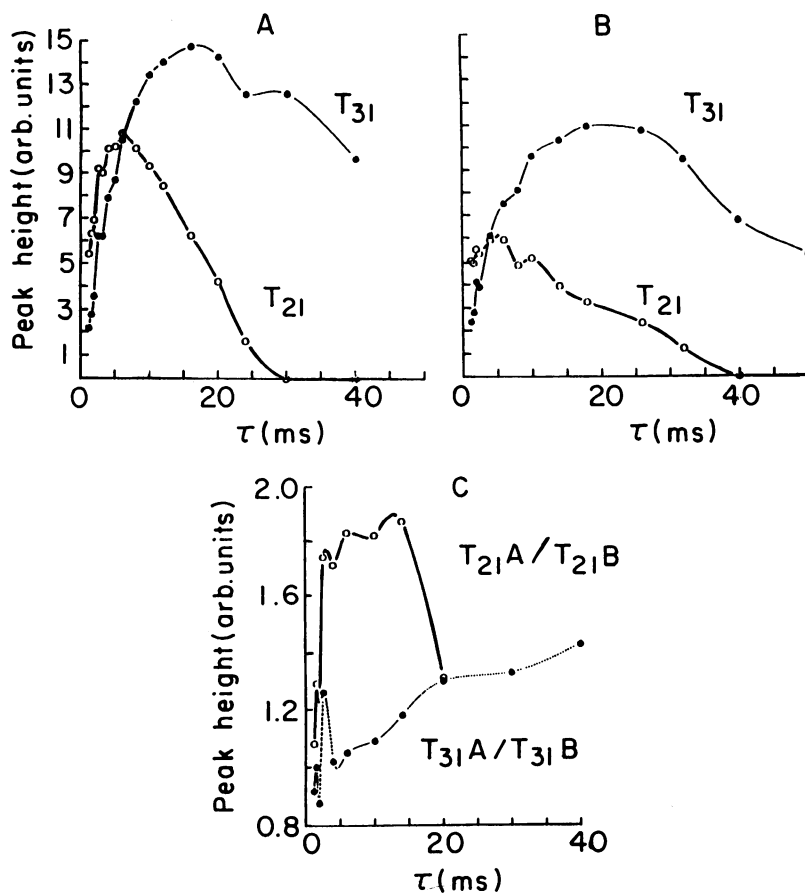 A
Peak height (arb. units)
15
13
11
9
7
5
3
1
T31
T21
0
20
40
τ (ms)
B
T31
T21
0
20
40
τ (ms)
C
Peak height (arb. units)
2.0
1.6
1.2
0.8
T21A/T21B
T31A/T31B
0
20
40
τ (ms)